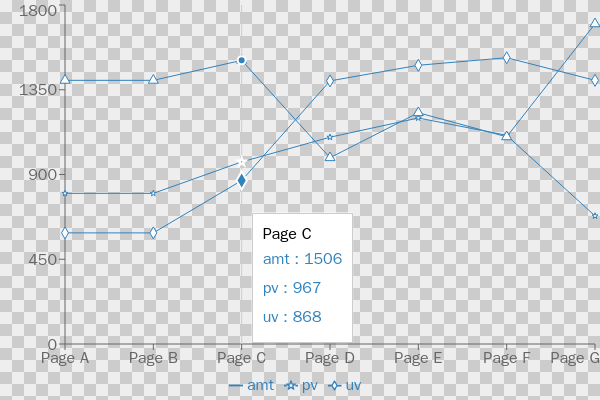 1800
1350
900
450
0
Page C
amt : 1506
pv : 967
uv : 868
Page A Page B Page C Page D Page E Page F Page G
amt pv uv